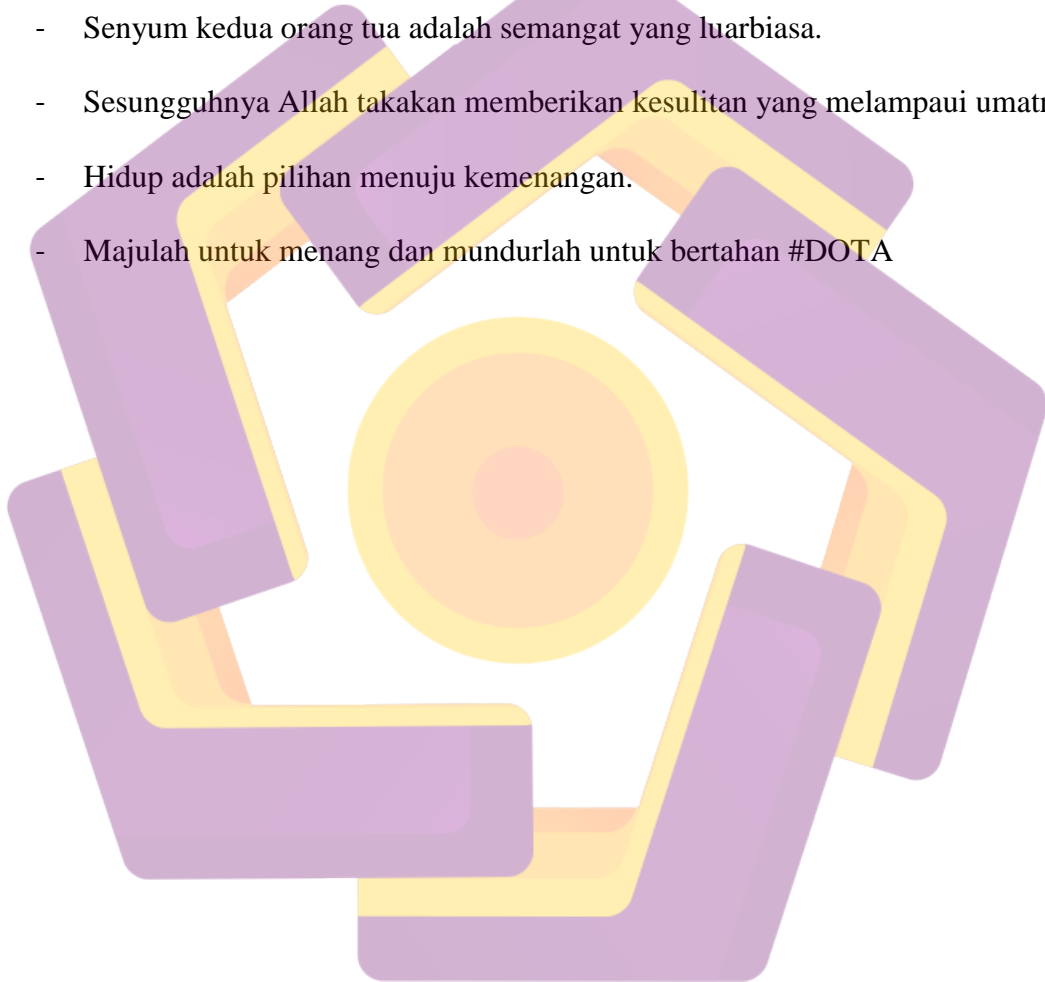 - Senyum kedua orang tua adalah semangat yang luarbiasa.
- Sesungguhnya Allah takakan memberikan kesulitan yang melampaui
- Hidup adalah pilihan menuju kemenangan.
- Majulah untuk menang dan mundurlah untuk bertahan #DOTA